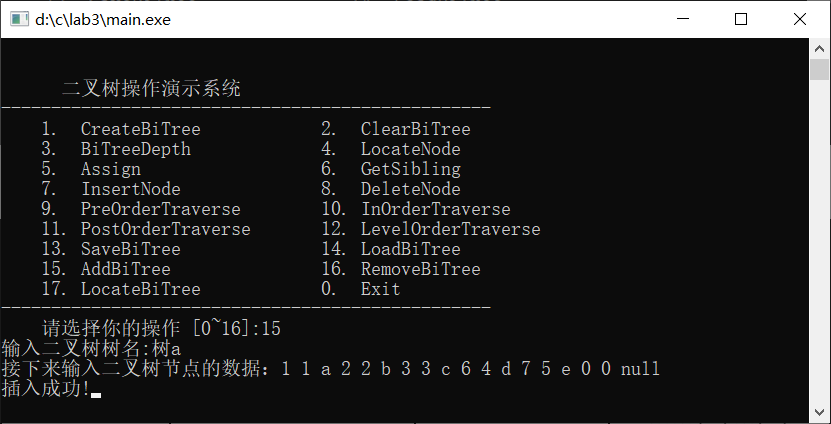 d:\c\lab3\main.exe
二叉树操作演示系统
-------------------------------------------------
1. CreateBiTree 2. ClearBiTree
3. BiTreeDepth 4. LocateNode
5. Assign 6. GetSibling
7. InsertNode 8. DeleteNode
9. PreOrderTraverse 10. InOrderTraverse
11. PostOrderTraverse 12. LevelOrderTraverse
13. SaveBiTree 14. LoadBiTree
15. AddBiTree 16. RemoveBiTree
17. LocateBiTree 0. Exit
-------------------------------------------------
请选择你的操作 [0~16]:15
输入二叉树树名:树a
接下来输入二叉树节点的数据: 1 1 a 2 2 b 3 3 c 6 4 d 7 5 e 0 0 null
插入成功!